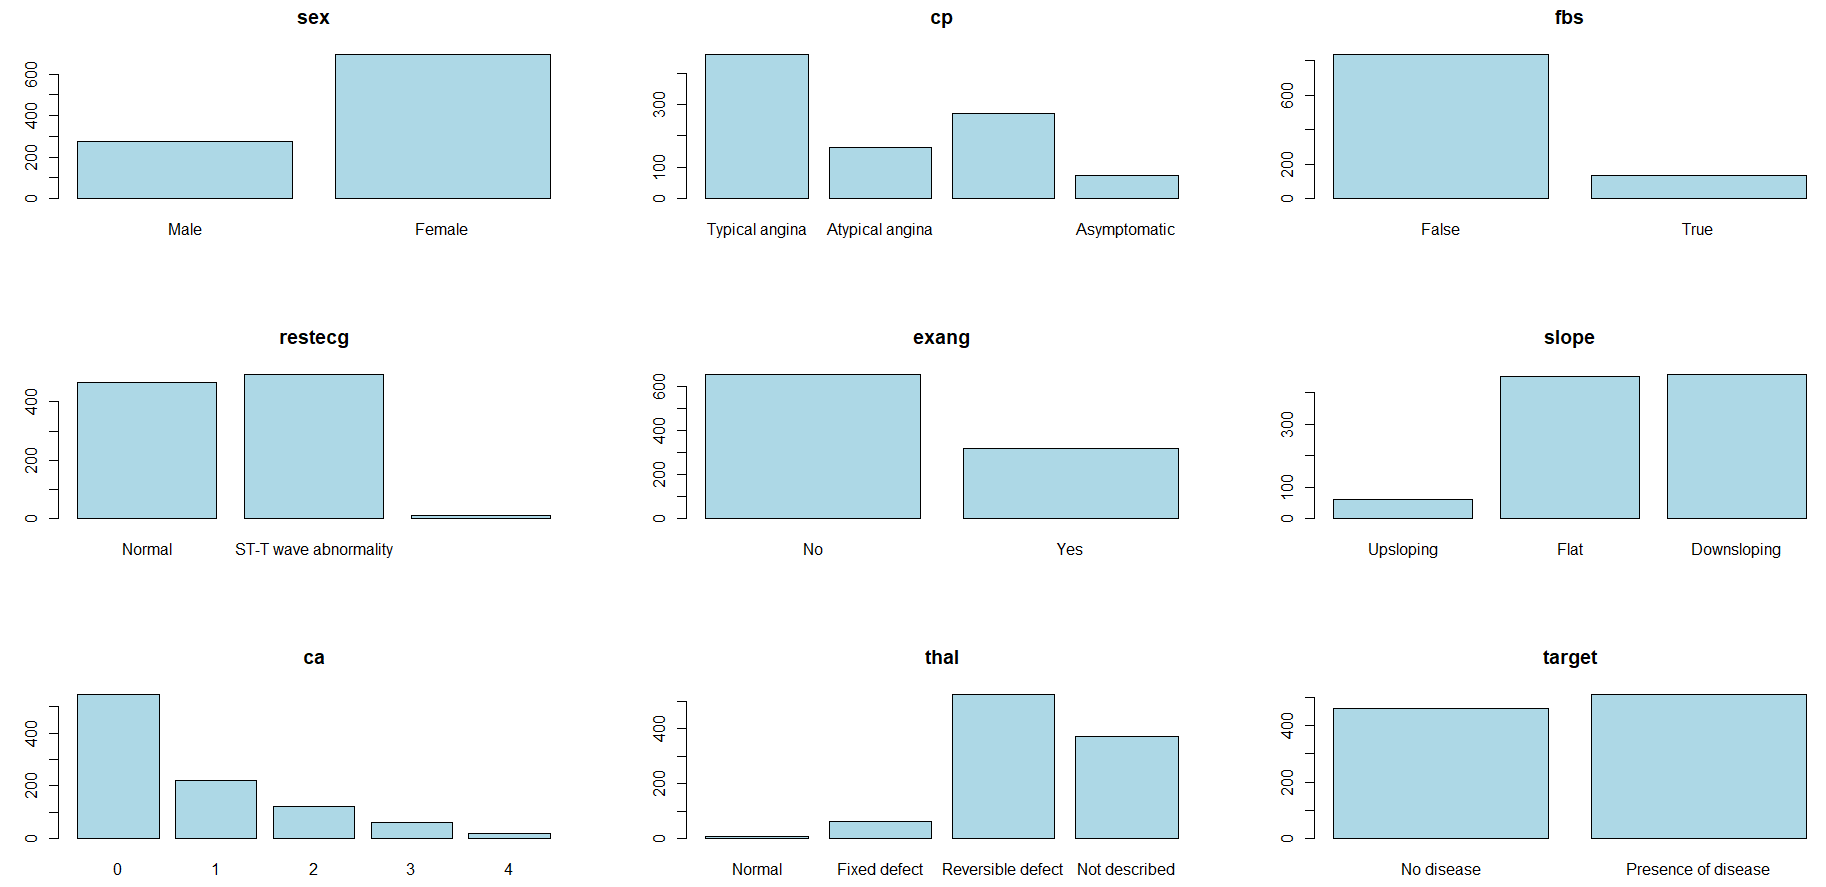 sex
0 200 400 600
Male Female
cp
0 100 300
Typical angina Atypical angina Asymptomatic
fbs
0 200 600
False True
restecg
0 200 400
Normal ST-T wave abnormality
exang
0 200 400 600
No Yes
slope
0 100 300
Upsloping Flat Downsloping
ca
0 200 400
0 1 2 3 4
thal
0 200 400
Normal Fixed defect Reversible defect Not described
target
0 200 400
No disease Presence of disease